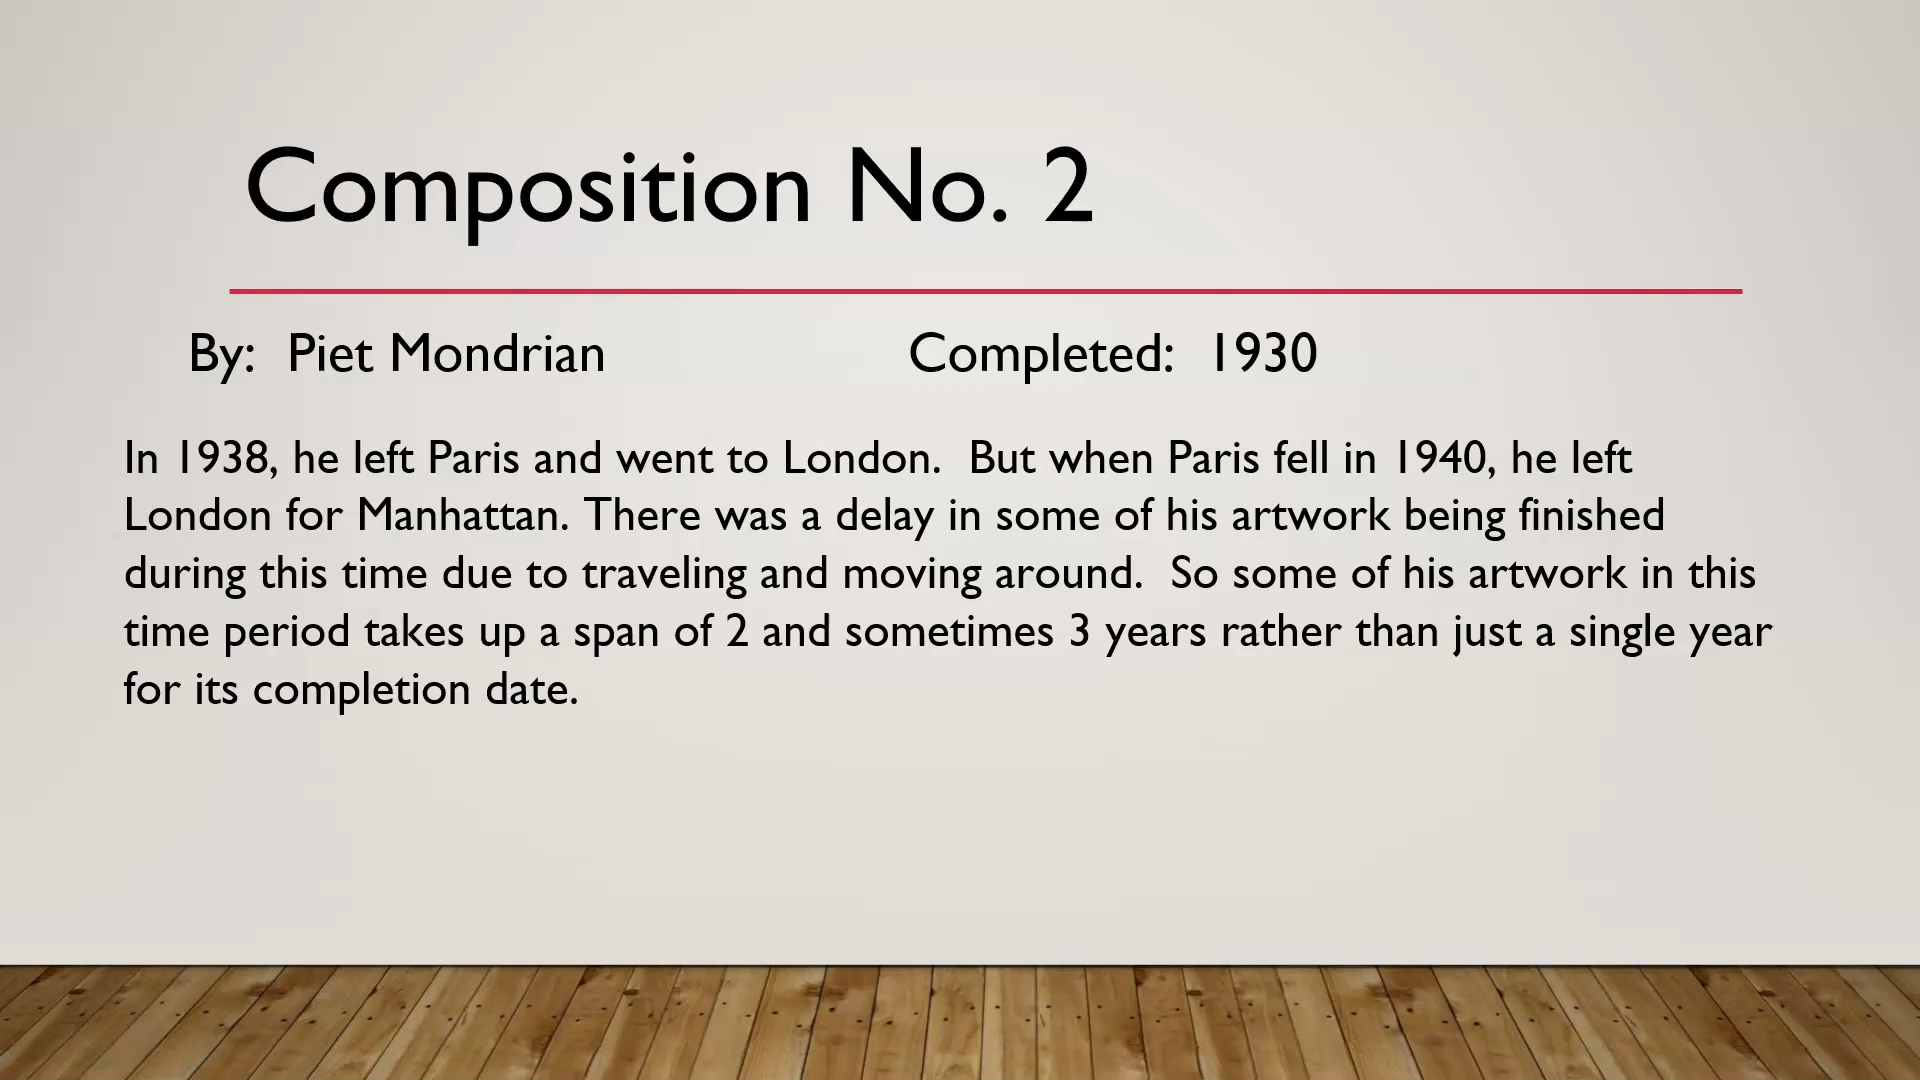 Composition No. 2
By:  Piet Mondrian
Completed:  1930
In 1938, he left Paris and went to London.  But when Paris fell in 1940, he left
London for Manhattan. There was a delay in some of his artwork being finished
during this time due to traveling and moving around.  So some of his artwork in this
time period takes up a span of 2 and sometimes 3 years rather than just a single year
for its completion date.